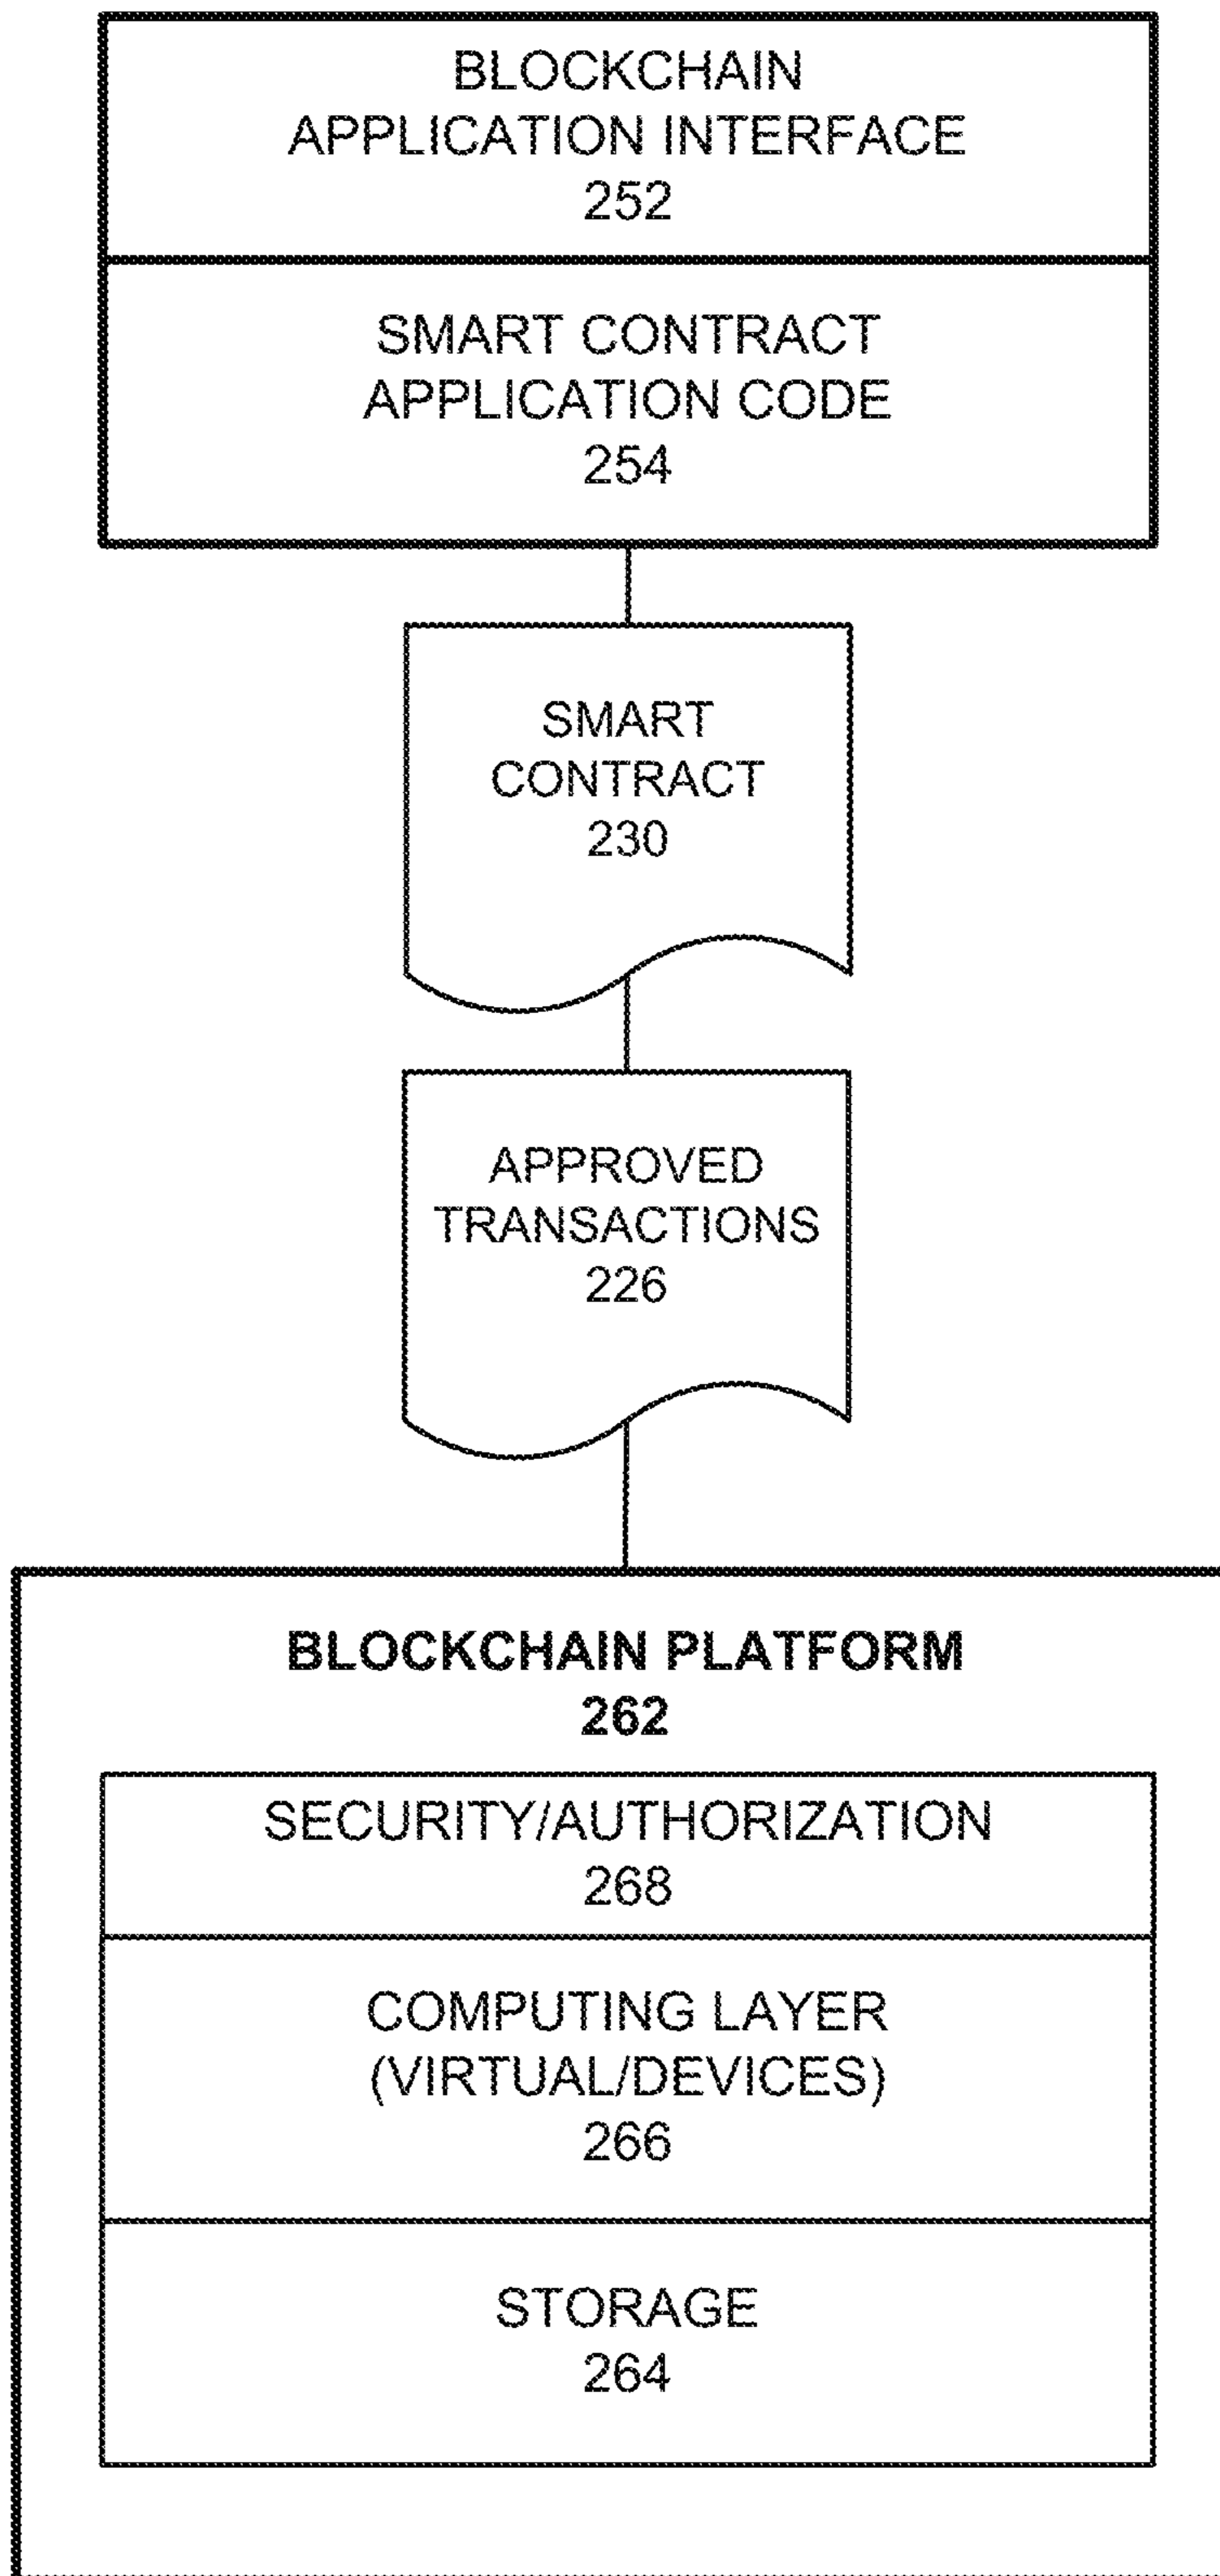 BLOCKCHAIN
APPLICATION INTERFACE
252
SMART CONTRACT
APPLICATION CODE
254
SMART
CONTRACT
230
APPROVED
TRANSACTIONS
226
BLOCKCHAIN PLATFORM
262
SECURITY/AUTHORIZATION
268
COMPUTING LAYER
(VIRTUAL/DEVICES)
266
STORAGE
264